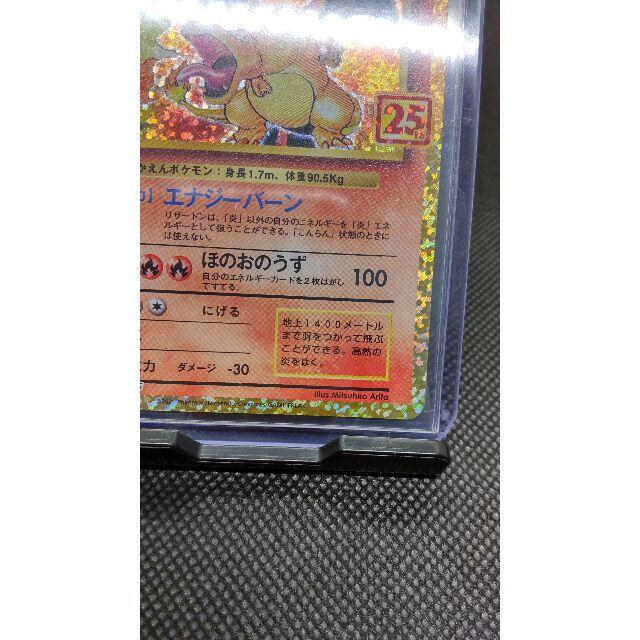 25
かえんポケモン：身長1.7m、体重90.5Kg
エナジーバーン
リザードンは、「炎」以外の自分のエネルギーを「炎」エネ
ルギーとして扱うことができる。「こんらん」状態のときに
は使えない。
ほのおのうず 100
自分のエネルギーカードを2枚はがし
てすてる。
にげる
地上1400メートル
まで羽をつかって飛ぶ
ことができる。高熱の
炎をはく。
力 ダメージ -30
Illus.Mitsuhiro Arita